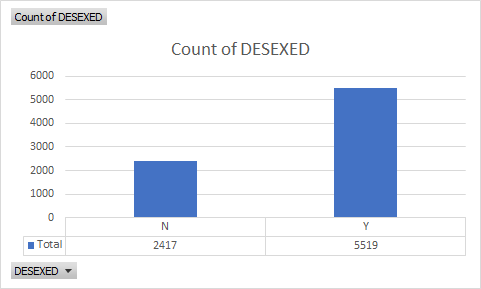 Count of DESEXED
Count of DESEXED
6000
5000
4000
3000
2000
1000
0
N Y
Total 2417 5519
DESEXED